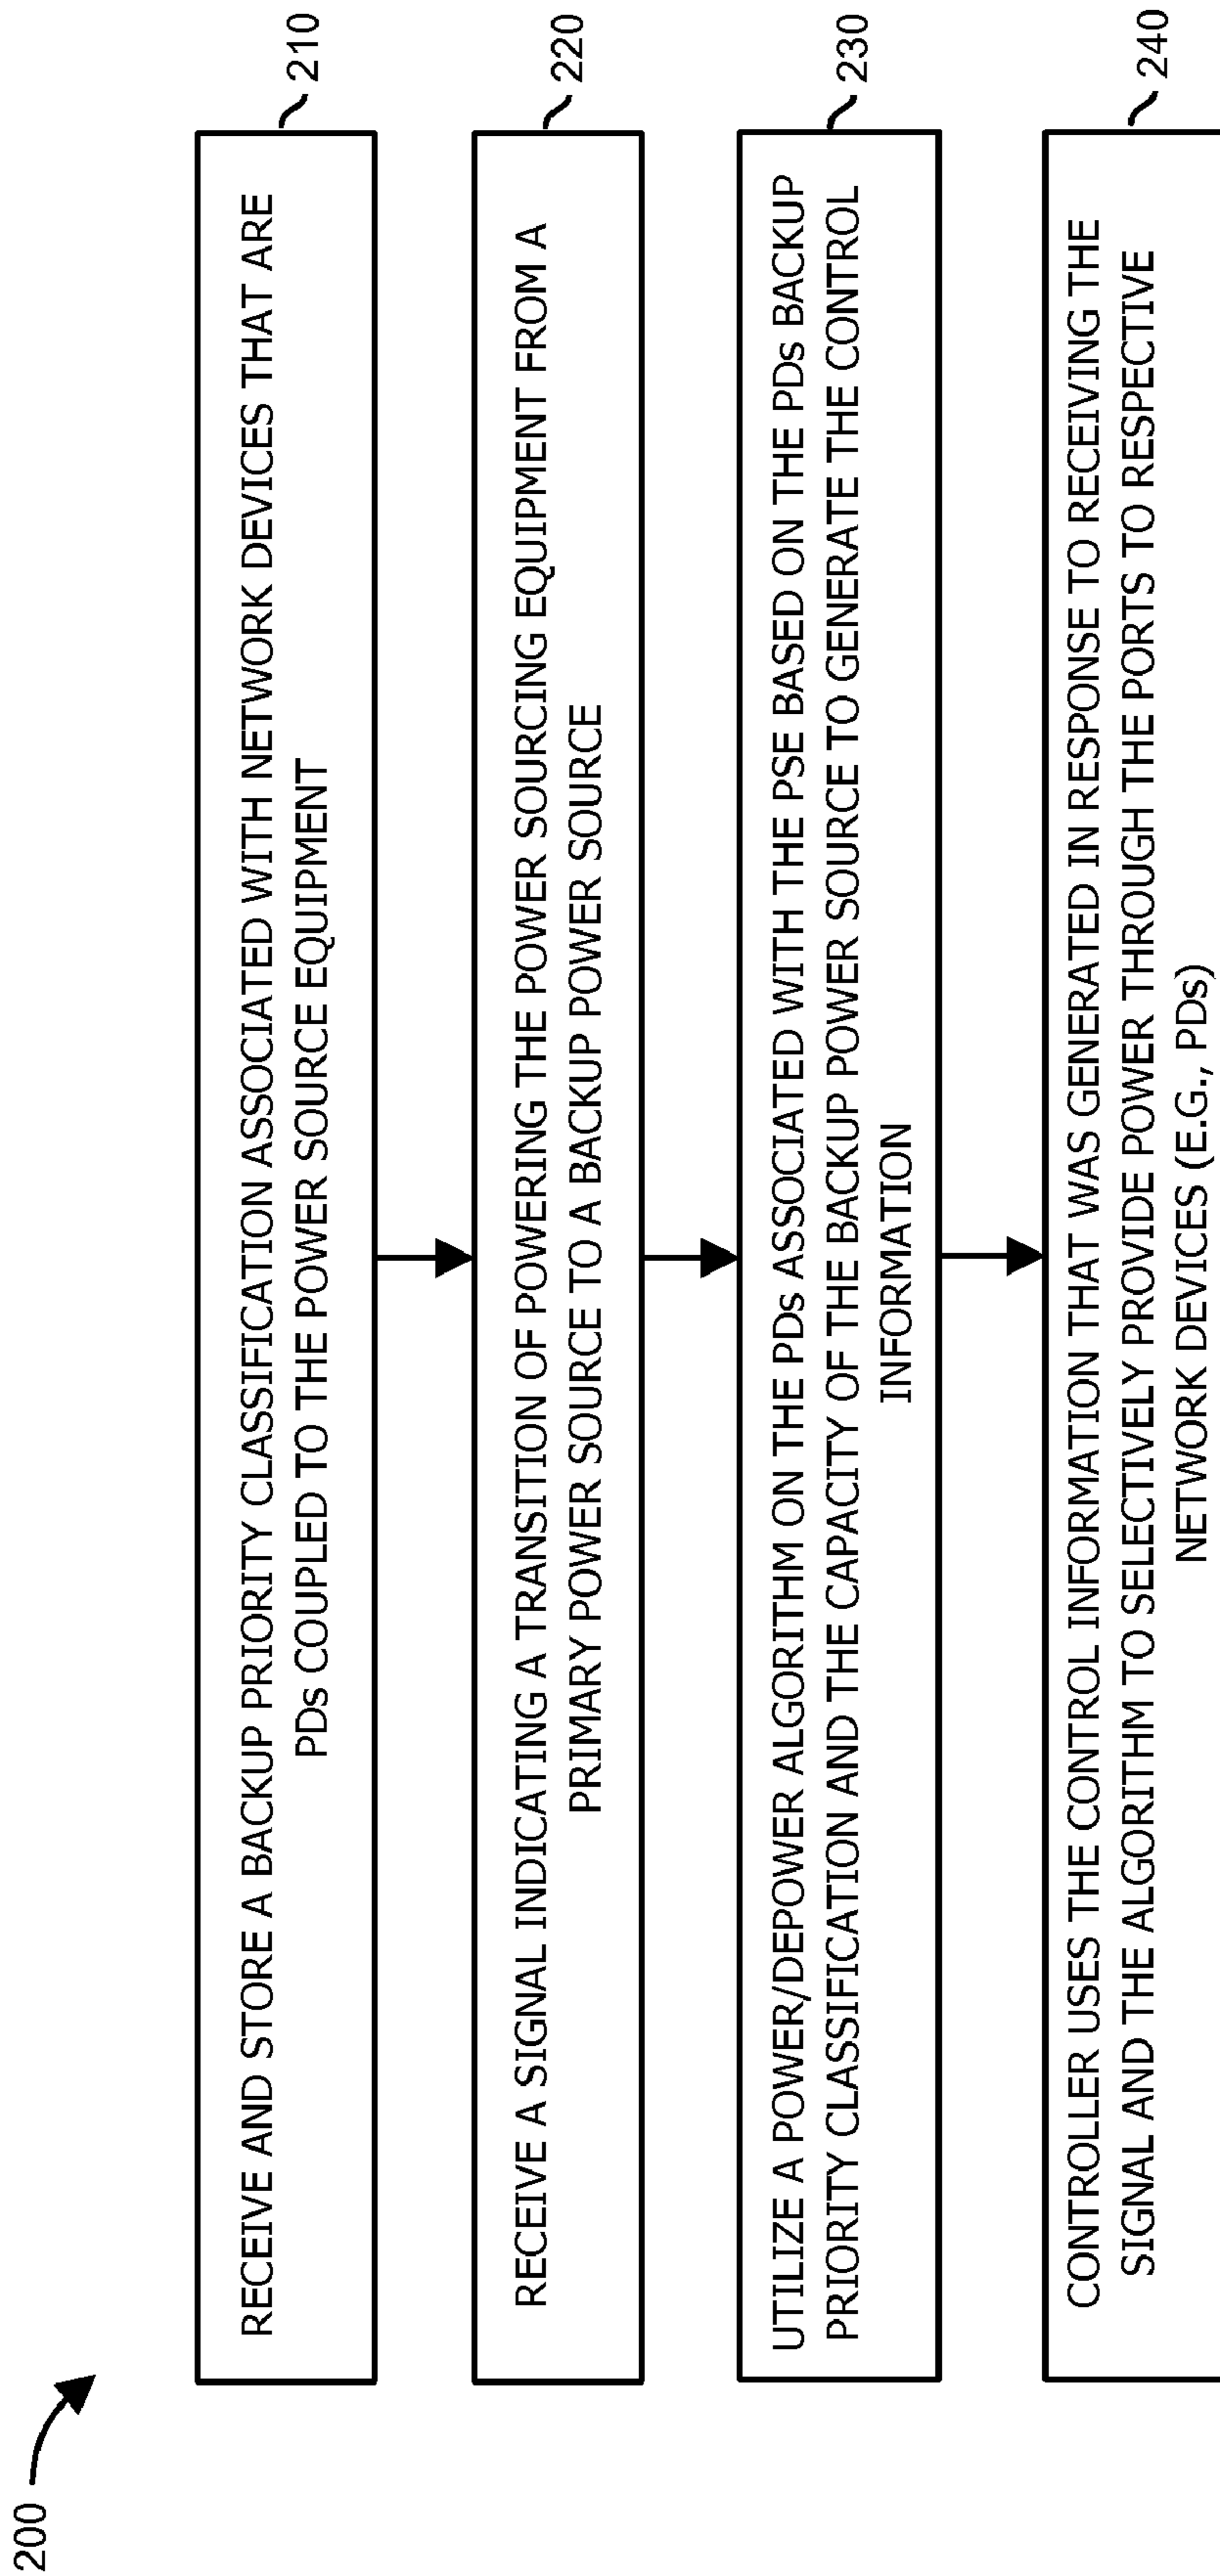 200
RECEIVE AND STORE A BACKUP PRIORITY CLASSIFICATION ASSOCIATED WITH NETWORK DEVICES THAT ARE
PDs COUPLED TO THE POWER SOURCE EQUIPMENT
210
RECEIVE A SIGNAL INDICATING A TRANSITION OF POWERING THE POWER SOURCING EQUIPMENT FROM A
PRIMARY POWER SOURCE TO A BACKUP POWER SOURCE
220
UTILIZE A POWER/DEPOWER ALGORITHM ON THE PDs ASSOCIATED WITH THE PSE BASED ON THE PDs BACKUP
PRIORITY CLASSIFICATION AND THE CAPACITY OF THE BACKUP POWER SOURCE TO GENERATE THE CONTROL
INFORMATION
230
CONTROLLER USES THE CONTROL INFORMATION THAT WAS GENERATED IN RESPONSE TO RECEIVING THE
SIGNAL AND THE ALGORITHM TO SELECTIVELY PROVIDE POWER THROUGH THE PORTS TO RESPECTIVE
NETWORK DEVICES (E.G., PDs)
240